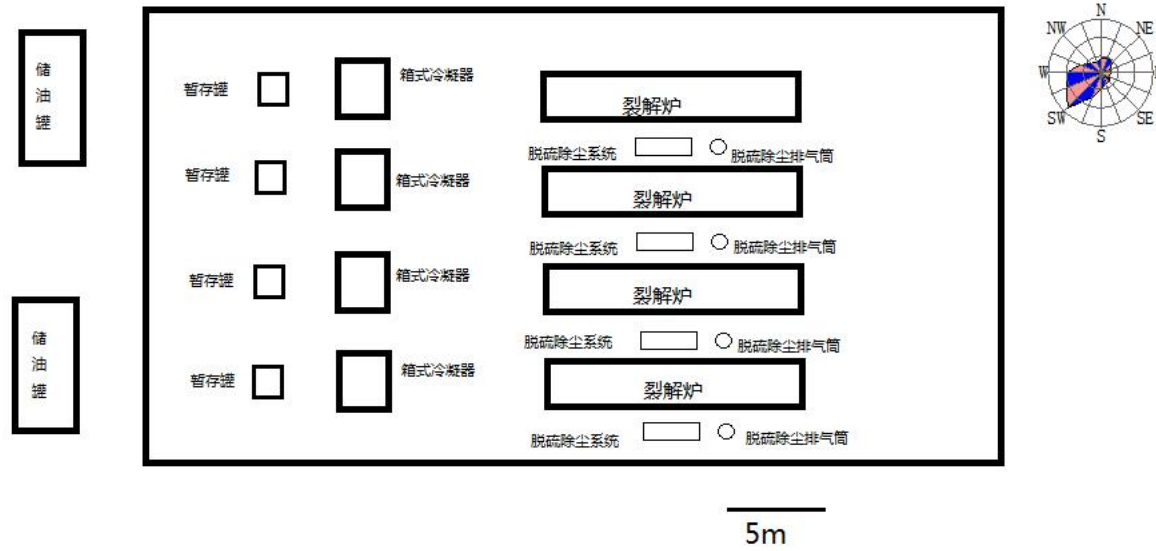 N
NW
NE
W
SW
SE
S
储油罐
暂存罐
箱式冷凝器
裂解炉
脱硫除尘系统
脱硫除尘排气筒
暂存罐
箱式冷凝器
裂解炉
脱硫除尘系统
脱硫除尘排气筒
暂存罐
箱式冷凝器
裂解炉
储油罐
脱硫除尘系统
脱硫除尘排气筒
暂存罐
箱式冷凝器
裂解炉
脱硫除尘系统
脱硫除尘排气筒
5m